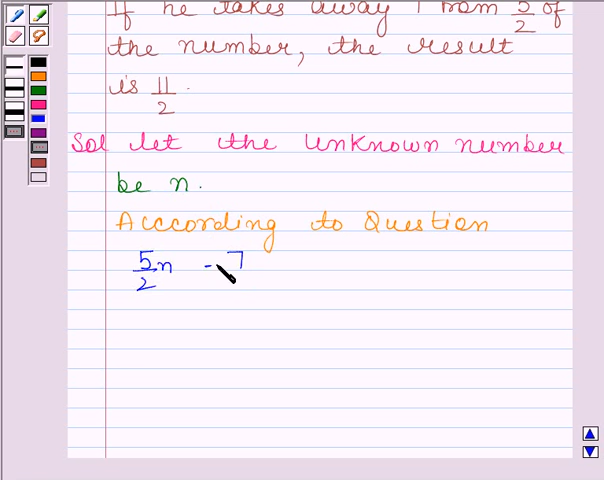 If he takes away 7 from 5/2 of
the number, the result
is 11/2.
Sol let the unknown number
be n.
According to Question
5/2 n - 7